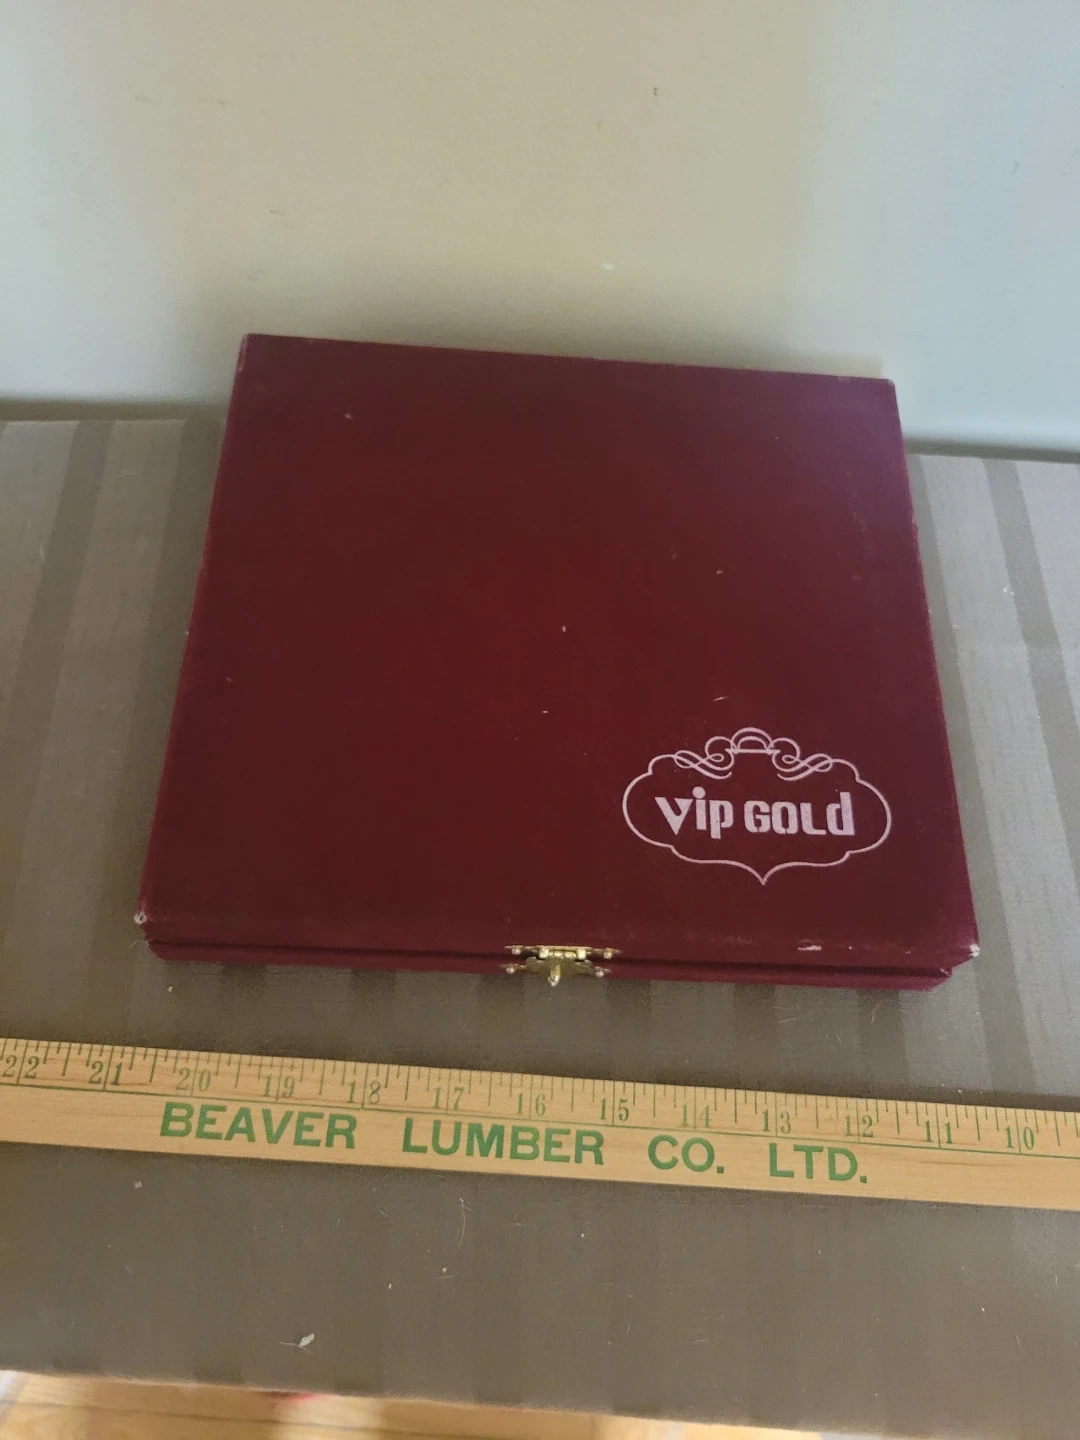 vip GOLD
22 21 20 19 18 17 16 15 14 13 12 11 10
BEAVER LUMBER CO. LTD.